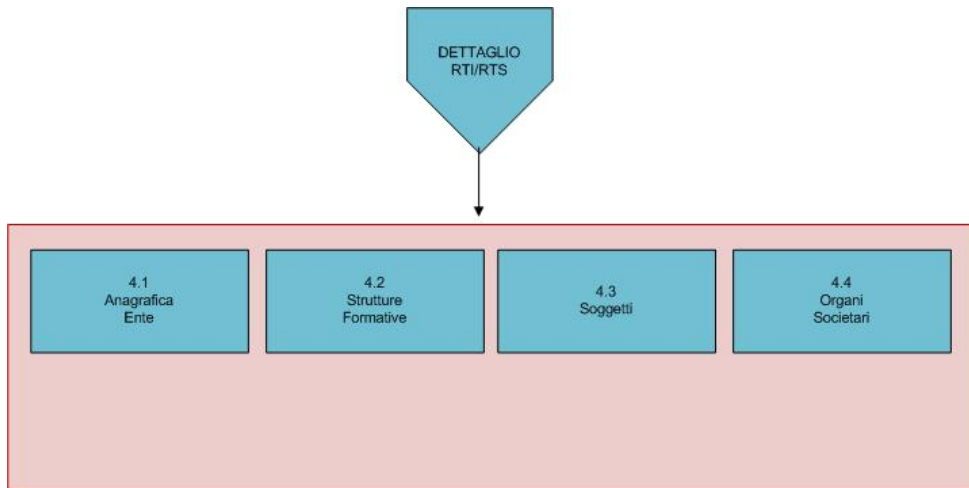 DETTAGLIO
RTI/RTS
4.1
Anagrafica
Ente
4.2
Strutture
Formative
4.3
Soggetti
4.4
Organi
Societari